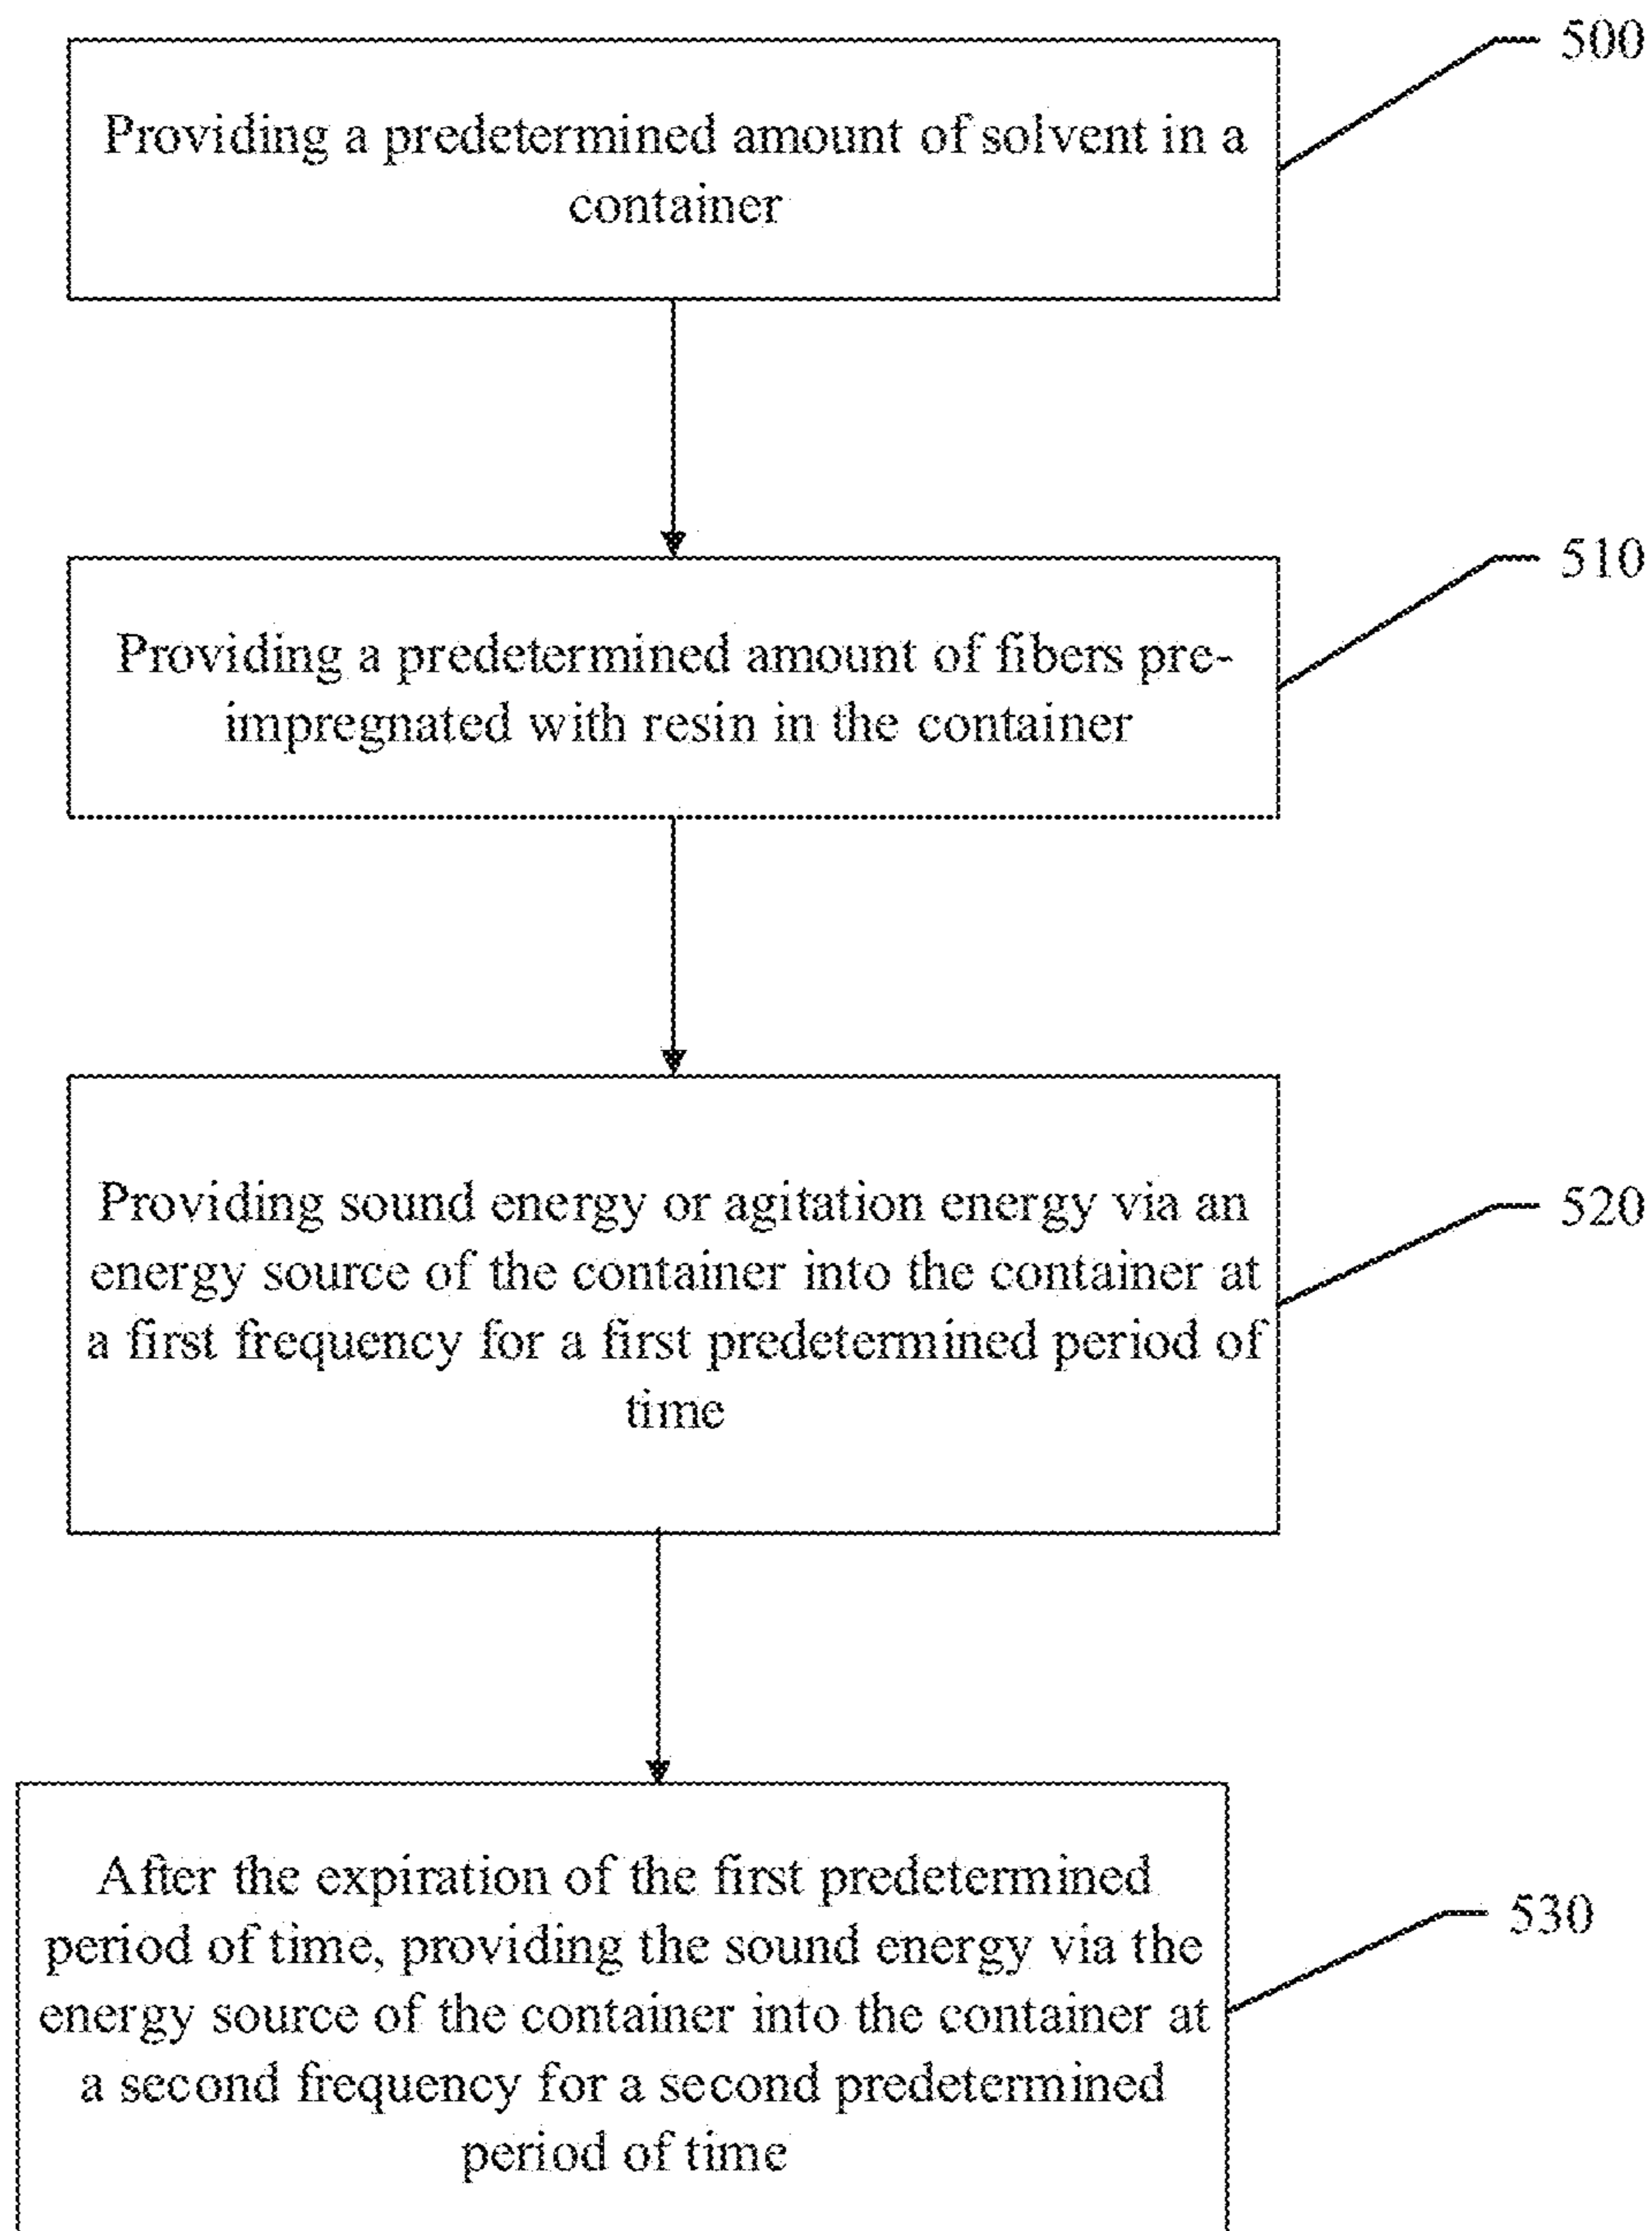 500
Providing a predetermined amount of solvent in a
container
510
Providing a predetermined amount of fibers pre-
impregnated with resin in the container
520
Providing sound energy or agitation energy via an
energy source of the container into the container at
a first frequency for a first predetermined period of
time
530
After the expiration of the first predetermined
period of time, providing the sound energy via the
energy source of the container into the container at
a second frequency for a second predetermined
period of time